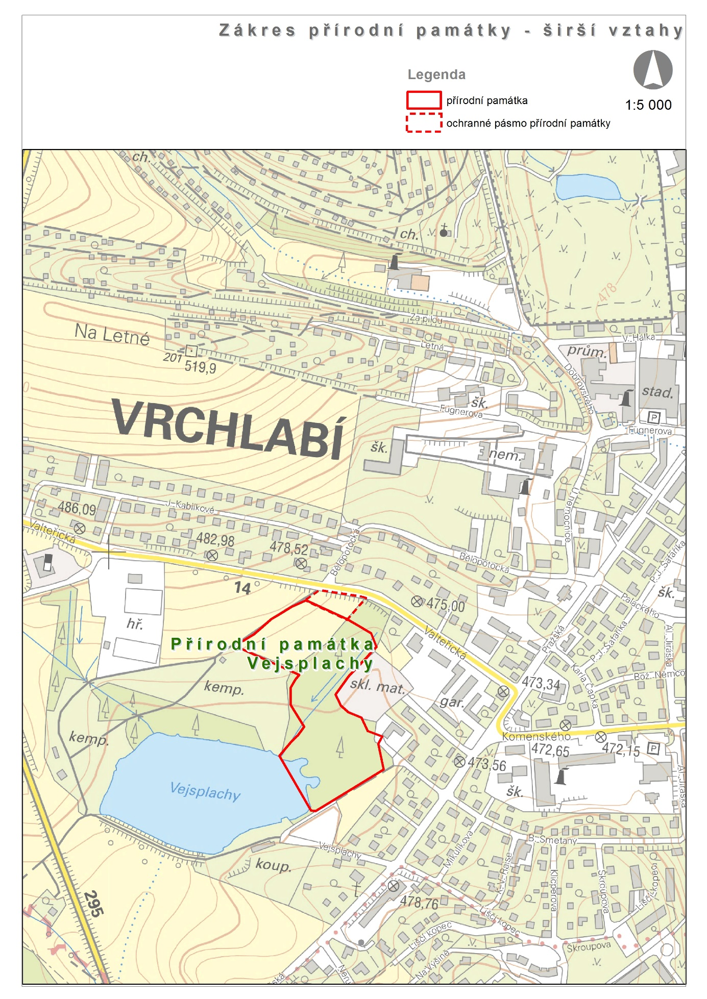 Zákres přírodní památky - širší vztahy
Legenda
přírodní památka
1:5 000
ochranné pásmo přírodní památky
ch.
ch.
478
Za pilou
Na Letné
V. Hálka
Letná
prům.
201
519,9
Dobrovského
stad.
šk.
VRCHLABÍ
Fügnerova
P
Fügnerova
šk.
nem.
J. Kablíkové
486,09
U nemocnice
Valteřická
482,98
478,52
Bělopotocká
Bělopotocká
P. J. Šafaříka
14
šk.
475,00
Palackého
hř.
Valteřická
Pražská
P. J. Šafaříka
Al. Jiráska
Přírodní památka
Vejsplachy
Karla Čapka
Bož. Němco
473,34
kemp.
skl. mat.
gar.
kemp.
Komenského
472,65
472,15
P
473,56
Al. Jiráska
Vejsplachy
šk.
B. Smetany
Vejsplachy
Mikulíkova
koup.
K. V. Raise
Klicperova
Škroupova
Liščí kopec
295
478,76
Liščí kopec
Liščí kopec
Škroupova
Na Výšině
Neru
ská